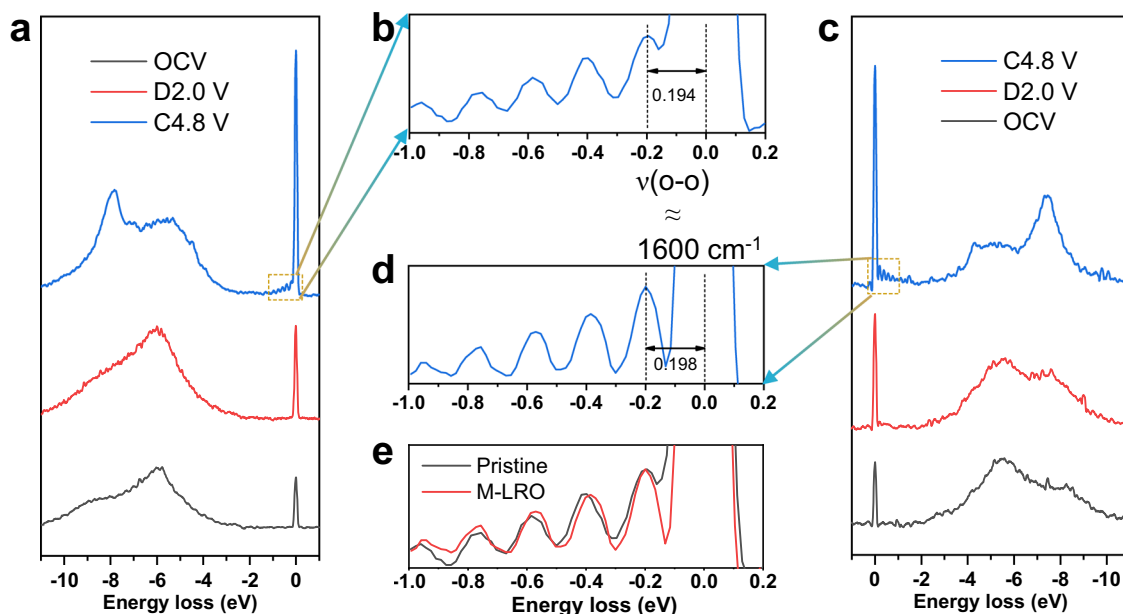 a
OCV
D2.0 V
C4.8 V
-10 -8 -6 -4 -2 0
Energy loss (eV)
b
0.194
-1.0 -0.8 -0.6 -0.4 -0.2 0.0 0.2
ν(o-o)
≈
1600 cm⁻¹
d
0.198
-1.0 -0.8 -0.6 -0.4 -0.2 0.0 0.2
e
Pristine
M-LRO
-1.0 -0.8 -0.6 -0.4 -0.2 0.0 0.2
Energy loss (eV)
c
C4.8 V
D2.0 V
OCV
0 -2 -4 -6 -8 -10
Energy loss (eV)